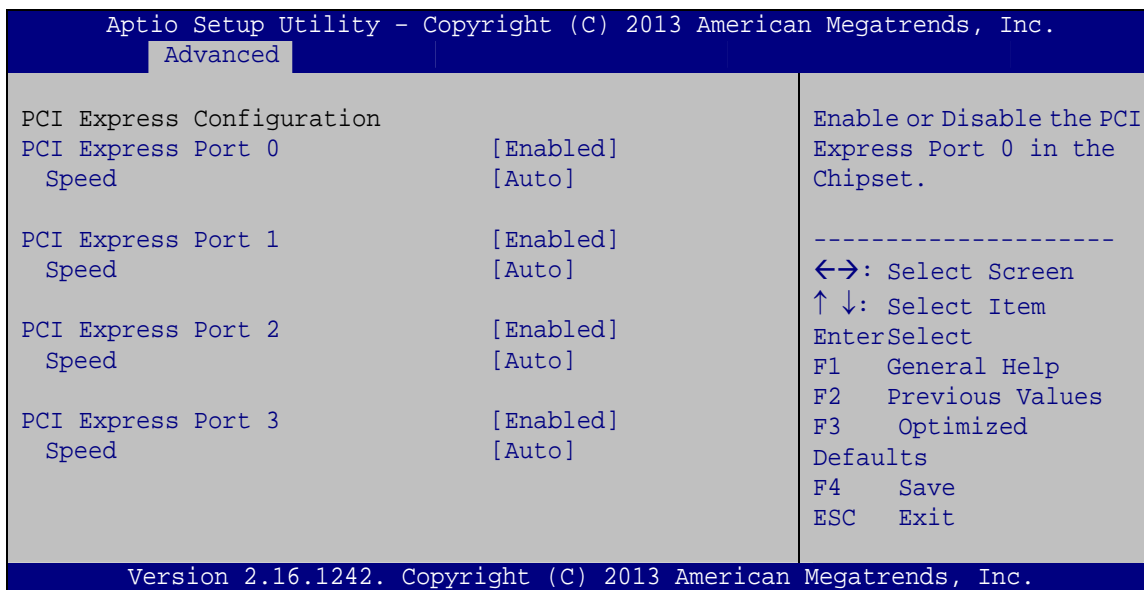 Aptio Setup Utility – Copyright (C) 2013 American Megatrends, Inc.
Advanced
PCI Express Configuration
PCI Express Port 0 [Enabled]
Speed [Auto]
PCI Express Port 1 [Enabled]
Speed [Auto]
PCI Express Port 2 [Enabled]
Speed [Auto]
PCI Express Port 3 [Enabled]
Speed [Auto]
Enable or Disable the PCI
Express Port 0 in the
Chipset.
---------------------
←→: Select Screen
↑ ↓: Select Item
EnterSelect
F1 General Help
F2 Previous Values
F3 Optimized
Defaults
F4 Save
ESC Exit
Version 2.16.1242. Copyright (C) 2013 American Megatrends, Inc.